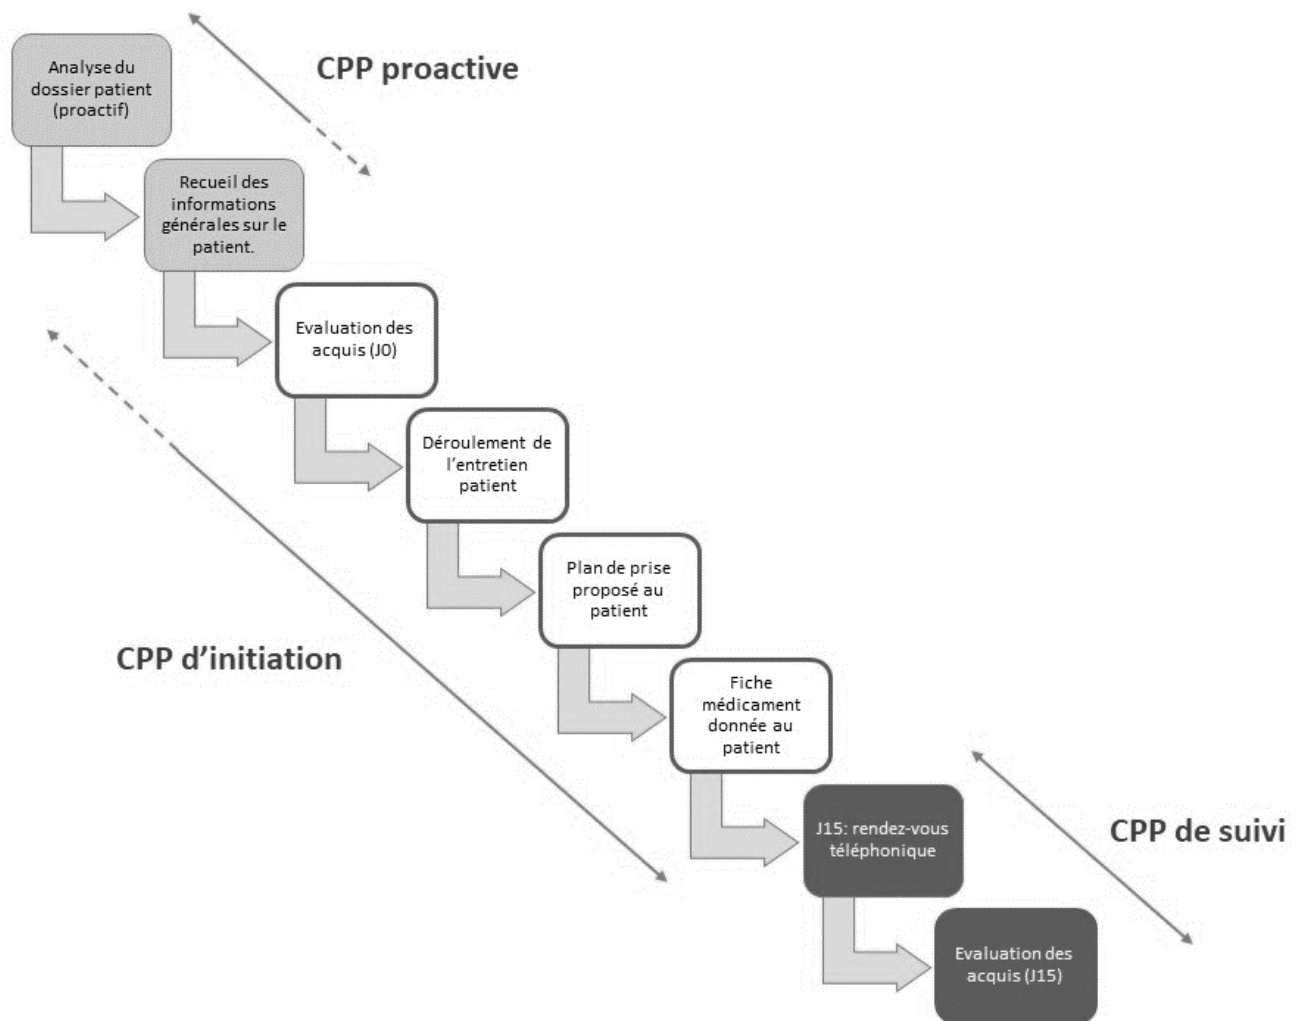 CPP proactive
Analyse du
dossier patient
(proactif)
Recueil des
informations
générales sur le
patient.
Evaluation des
acquis (J0)
Déroulement de
l'entretien
patient
Plan de prise
proposé au
patient
CPP d'initiation
Fiche
médicament
donnée au
patient
J15: rendez-vous
téléphonique
CPP de suivi
Evaluation des
acquis (J15)